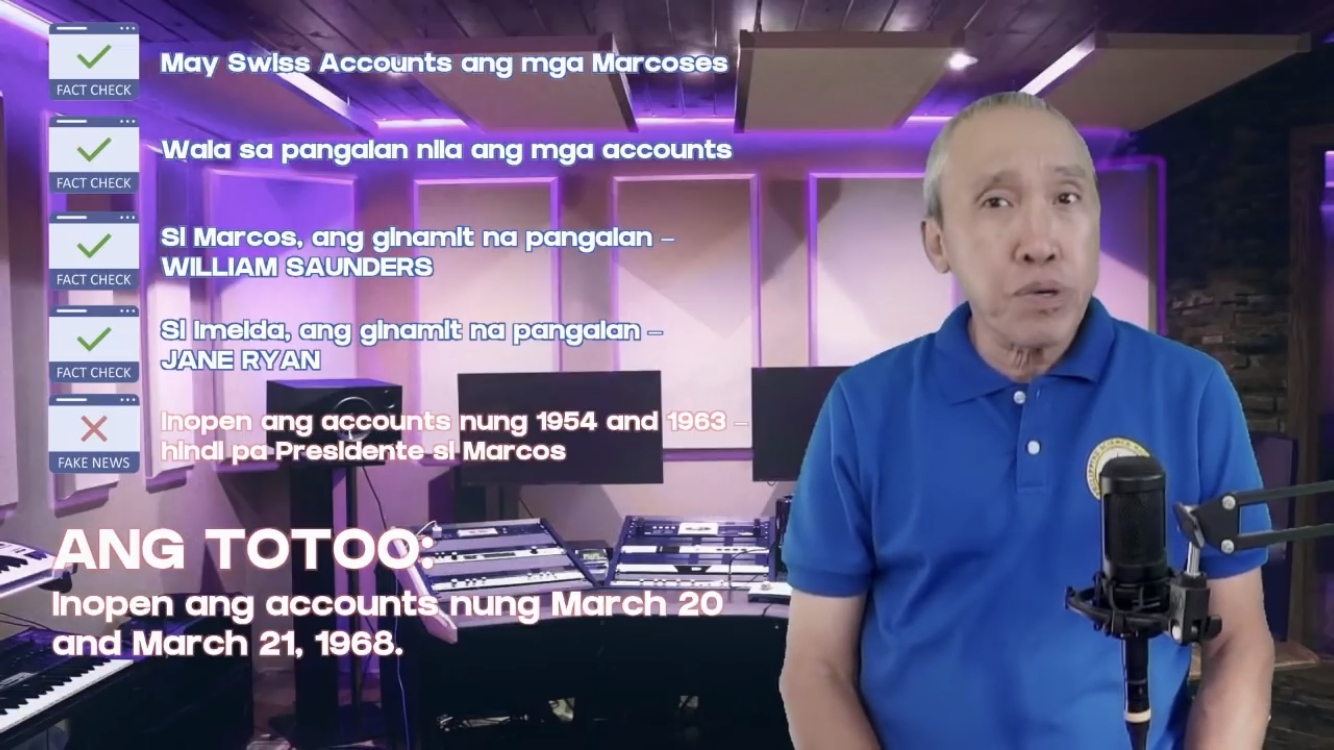 FACT CHECK
May Swiss Accounts ang mga Marcoses
FACT CHECK
Wala sa pangalan nila ang mga accounts
FACT CHECK
Si Marcos, ang ginamit na pangalan –
WILLIAM SAUNDERS
FACT CHECK
Si Imelda, ang ginamit na pangalan –
JANE RYAN
FAKE NEWS
Inopen ang accounts nung 1954 and 1963 –
hindi pa Presidente si Marcos
ANG TOTOO:
Inopen ang accounts nung March 20
and March 21, 1968.